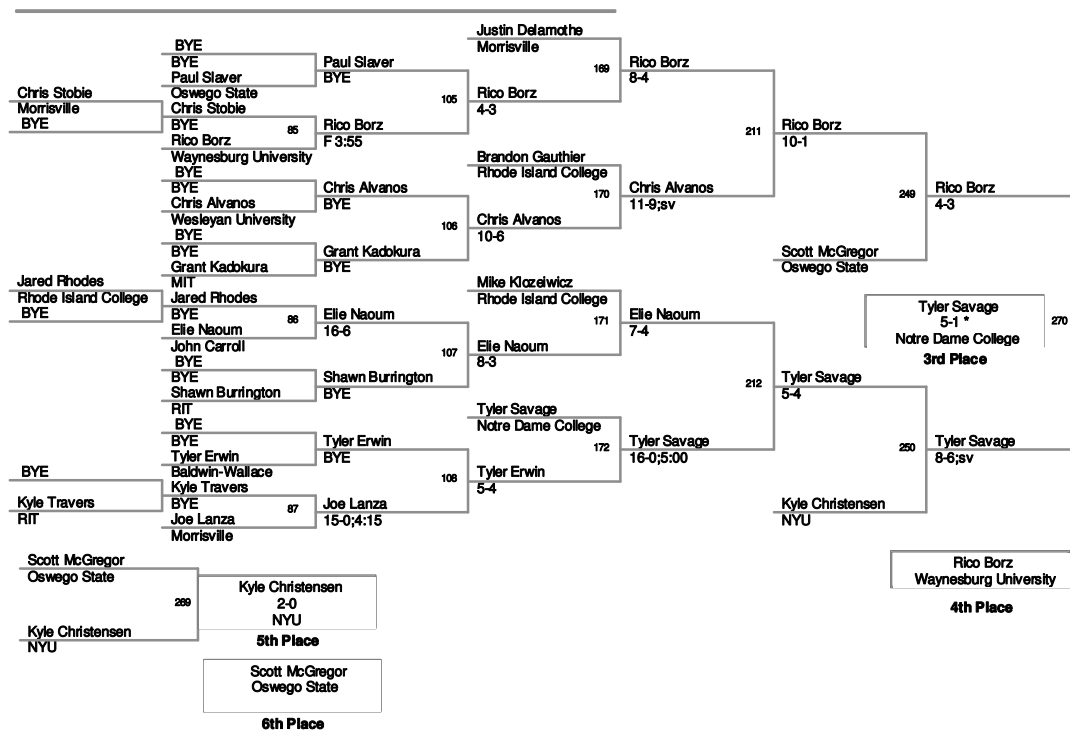 Chris Stobie
Morrisville
BYE
Jared Rhodes
Rhode Island College
BYE
BYE
Kyle Travers
RIT
BYE
BYE
Paul Slaver
Oswego State
Chris Stobie
BYE
85
Rico Borz
Waynesburg University
BYE
BYE
Chris Alvanos
Wesleyan University
BYE
BYE
Grant Kadokura
MIT
Jared Rhodes
BYE
86
Elie Naoum
John Carroll
BYE
BYE
Shawn Burrington
RIT
BYE
BYE
Tyler Erwin
Baldwin-Wallace
Kyle Travers
BYE
87
Joe Lanza
Morrisville
Paul Slaver
BYE
105
Rico Borz
F 3:55
Chris Alvanos
BYE
106
Grant Kadokura
BYE
Elie Naoum
16-6
107
Shawn Burrington
BYE
Tyler Erwin
BYE
108
Joe Lanza
15-0;4:15
Justin Delamothe
Morrisville
169
Rico Borz
4-3
Brandon Gauthier
Rhode Island College
170
Chris Alvanos
10-6
Mike Klozeiwicz
Rhode Island College
171
Elie Naoum
8-3
Tyler Savage
Notre Dame College
172
Tyler Erwin
5-4
Rico Borz
8-4
211
Chris Alvanos
11-9;sv
Elie Naoum
7-4
212
Tyler Savage
16-0;5:00
Rico Borz
10-1
249
Scott McGregor
Oswego State
Tyler Savage
5-4
250
Kyle Christensen
NYU
Rico Borz
4-3
Tyler Savage
5-1 *
Notre Dame College
270
3rd Place
Tyler Savage
8-6;sv
Rico Borz
Waynesburg University
4th Place
Scott McGregor
Oswego State
269
Kyle Christensen
NYU
Kyle Christensen
2-0
NYU
5th Place
Scott McGregor
Oswego State
6th Place